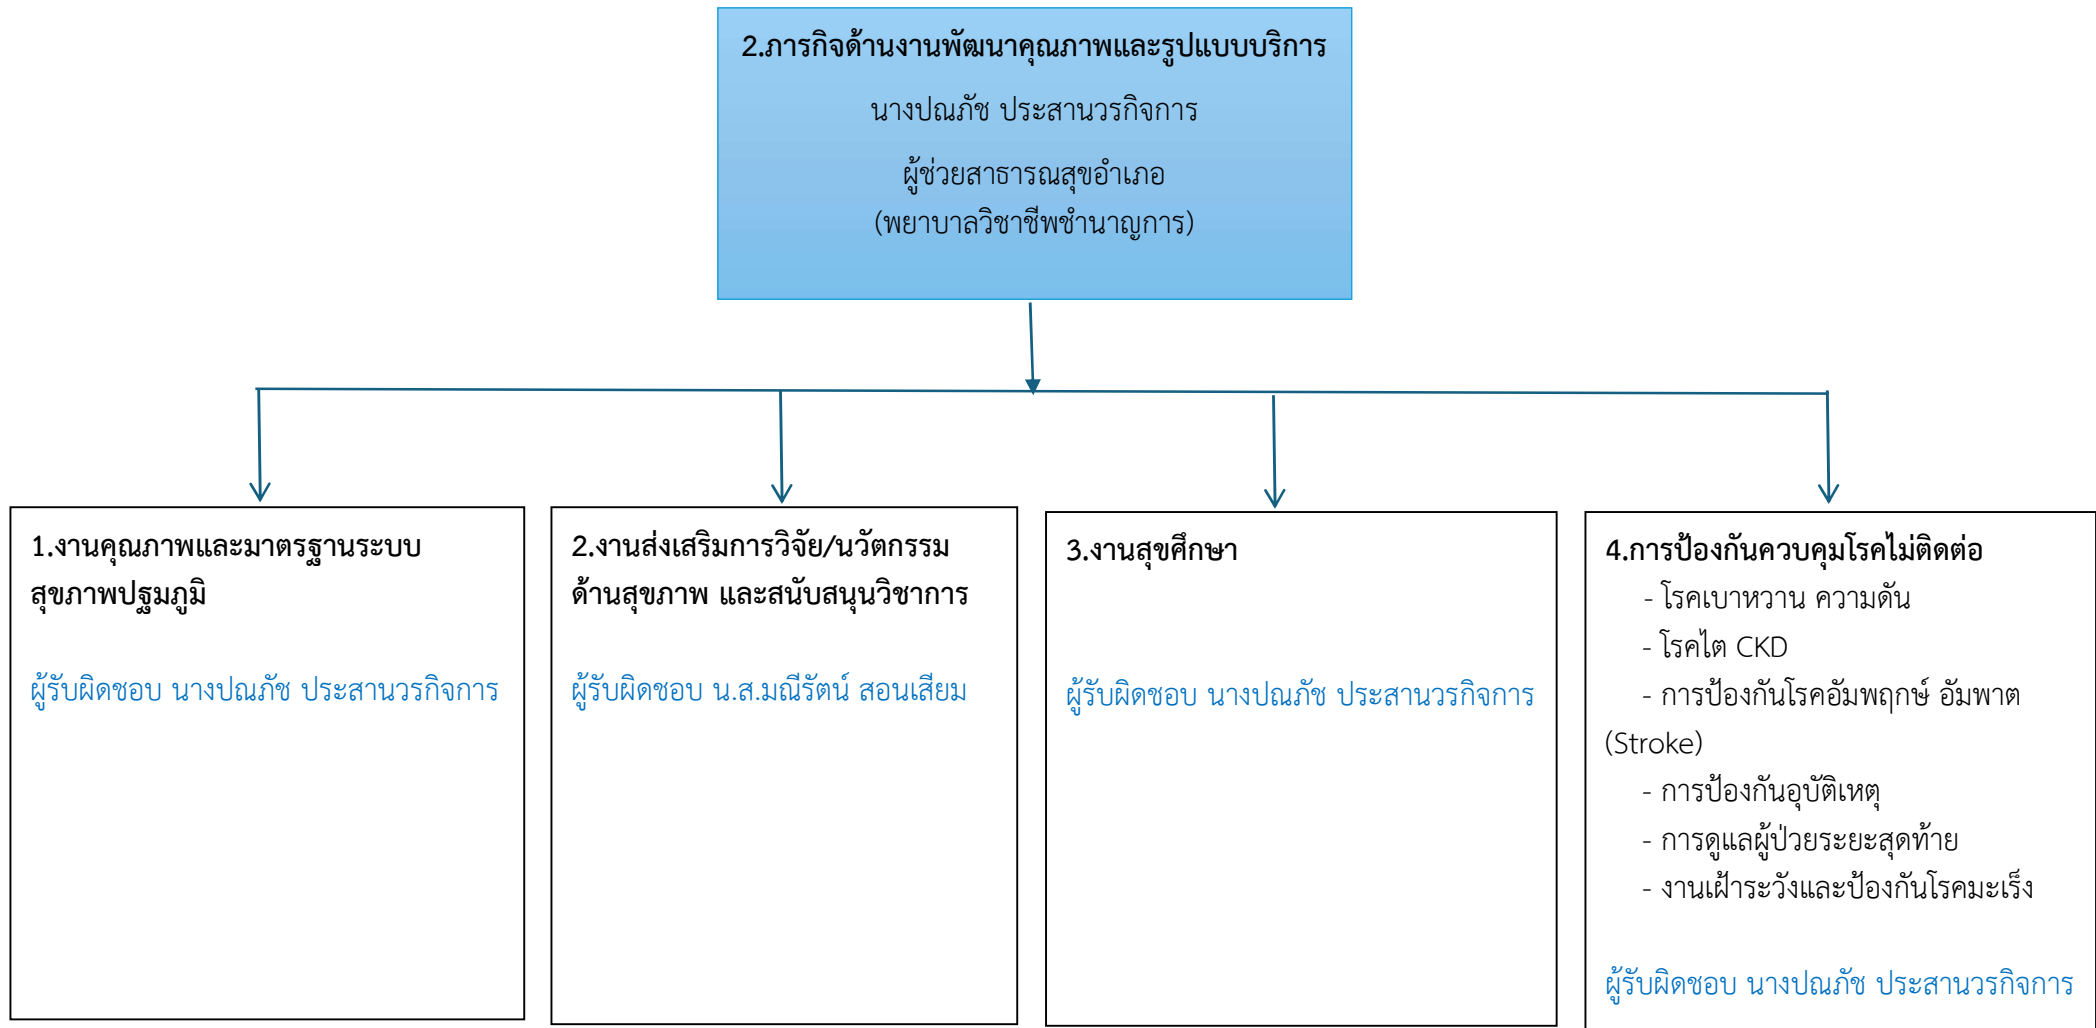 2.ภารกิจด้านงานพัฒนาคุณภาพและรูปแบบบริการ
นางปณภัช ประสานวรกิจการ
ผู้ช่วยสาธารณสุขอำเภอ
(พยาบาลวิชาชีพชำนาญการ)
1.งานคุณภาพและมาตรฐานระบบ
สุขภาพปฐมภูมิ
ผู้รับผิดชอบ นางปณภัช ประสานวรกิจการ
2.งานส่งเสริมการวิจัย/นวัตกรรม
ด้านสุขภาพ และสนับสนุนวิชาการ
ผู้รับผิดชอบ น.ส.มณีรัตน์ สอนเสียม
3.งานสุขศึกษา
ผู้รับผิดชอบ นางปณภัช ประสานวรกิจการ
4.การป้องกันควบคุมโรคไม่ติดต่อ
- โรคเบาหวาน ความดัน
- โรคไต CKD
- การป้องกันโรคอัมพฤกษ์ อัมพาต
(Stroke)
- การป้องกันอุบัติเหตุ
- การดูแลผู้ป่วยระยะสุดท้าย
- งานเฝ้าระวังและป้องกันโรคมะเร็ง
ผู้รับผิดชอบ นางปณภัช ประสานวรกิจการ